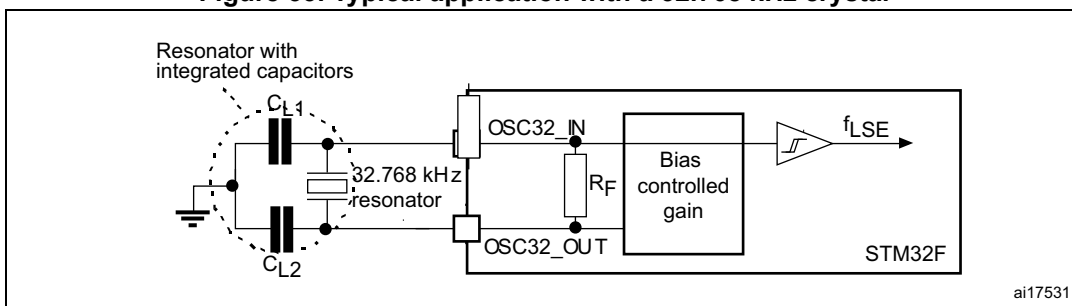 Resonator with
integrated capacitors
CL1
OSC32_IN
fLSE
32.768 kHz
resonator
RF
Bias
controlled
gain
OSC32_OUT
CL2
STM32F
ai17531